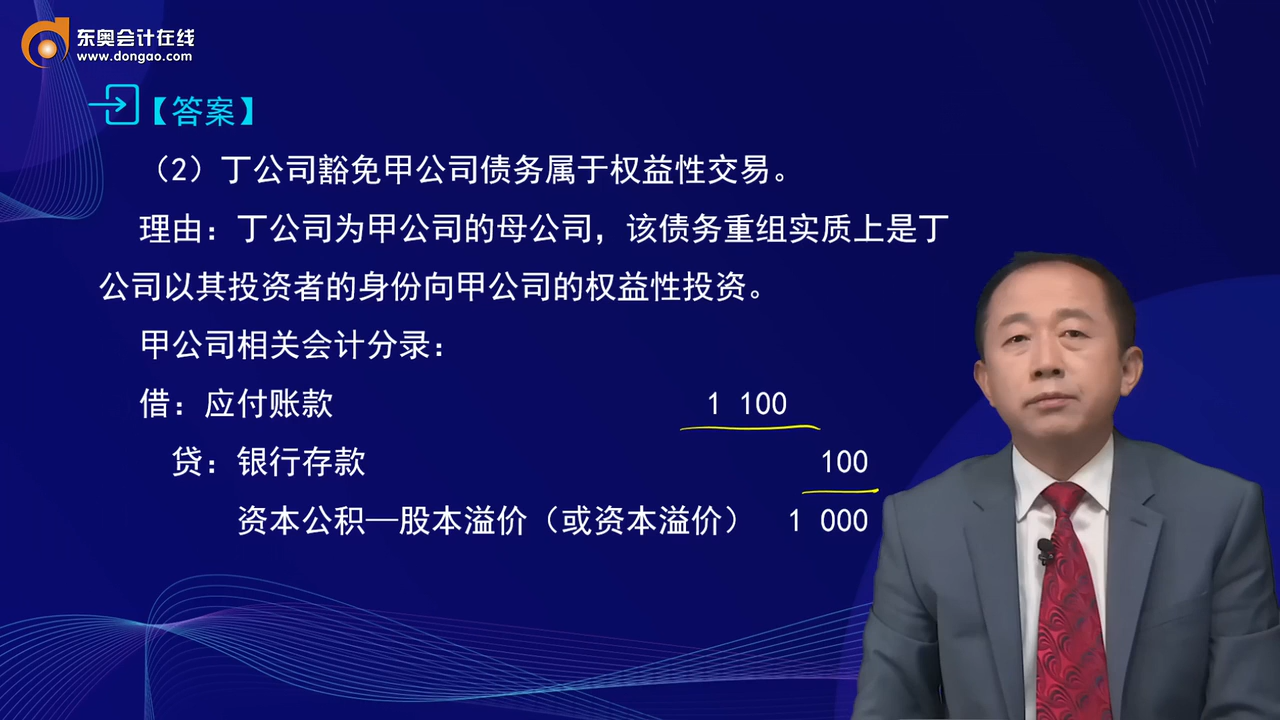 东奥会计在线
www.dongao.com
【答案】
（2）丁公司豁免甲公司债务属于权益性交易。
理由：丁公司为甲公司的母公司，该债务重组实质上是丁
公司以其投资者的身份向甲公司的权益性投资。
甲公司相关会计分录：
借：应付账款 1 100
贷：银行存款 100
资本公积—股本溢价（或资本溢价） 1 000